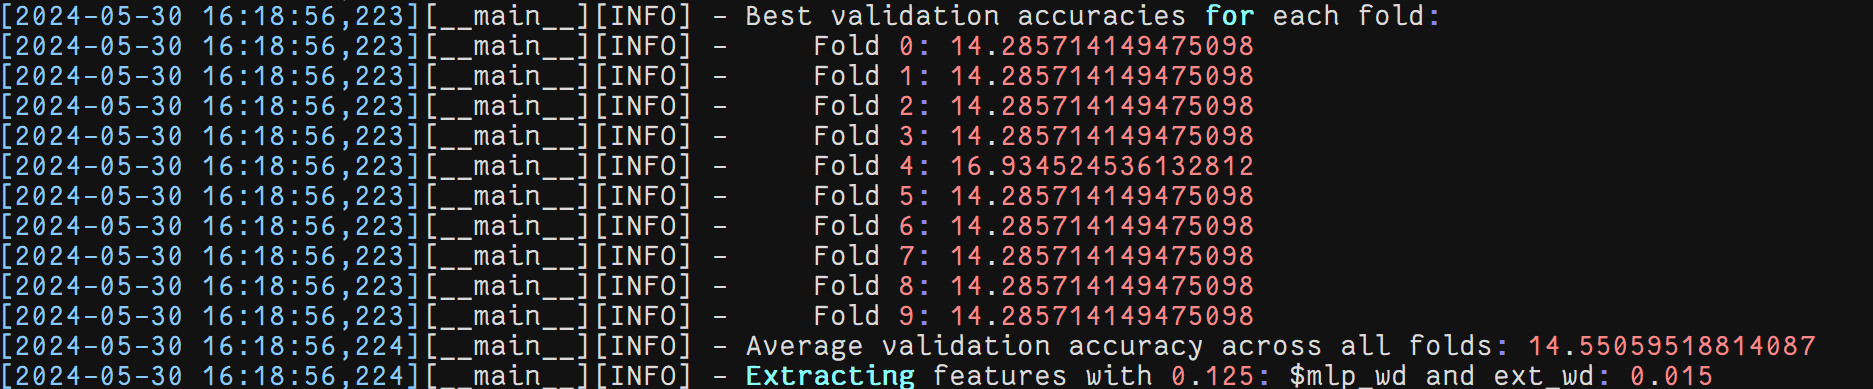 [2024-05-30 16:18:56,223][__main__][INFO] - Best validation accuracies for each fold:
[2024-05-30 16:18:56,223][__main__][INFO] -     Fold 0: 14.285714149475098
[2024-05-30 16:18:56,223][__main__][INFO] -     Fold 1: 14.285714149475098
[2024-05-30 16:18:56,223][__main__][INFO] -     Fold 2: 14.285714149475098
[2024-05-30 16:18:56,223][__main__][INFO] -     Fold 3: 14.285714149475098
[2024-05-30 16:18:56,223][__main__][INFO] -     Fold 4: 16.934524536132812
[2024-05-30 16:18:56,223][__main__][INFO] -     Fold 5: 14.285714149475098
[2024-05-30 16:18:56,223][__main__][INFO] -     Fold 6: 14.285714149475098
[2024-05-30 16:18:56,223][__main__][INFO] -     Fold 7: 14.285714149475098
[2024-05-30 16:18:56,223][__main__][INFO] -     Fold 8: 14.285714149475098
[2024-05-30 16:18:56,223][__main__][INFO] -     Fold 9: 14.285714149475098
[2024-05-30 16:18:56,224][__main__][INFO] - Average validation accuracy across all folds: 14.55059518814087
[2024-05-30 16:18:56,224][__main__][INFO] - Extracting features with 0.125: $mlp_wd and ext_wd: 0.015